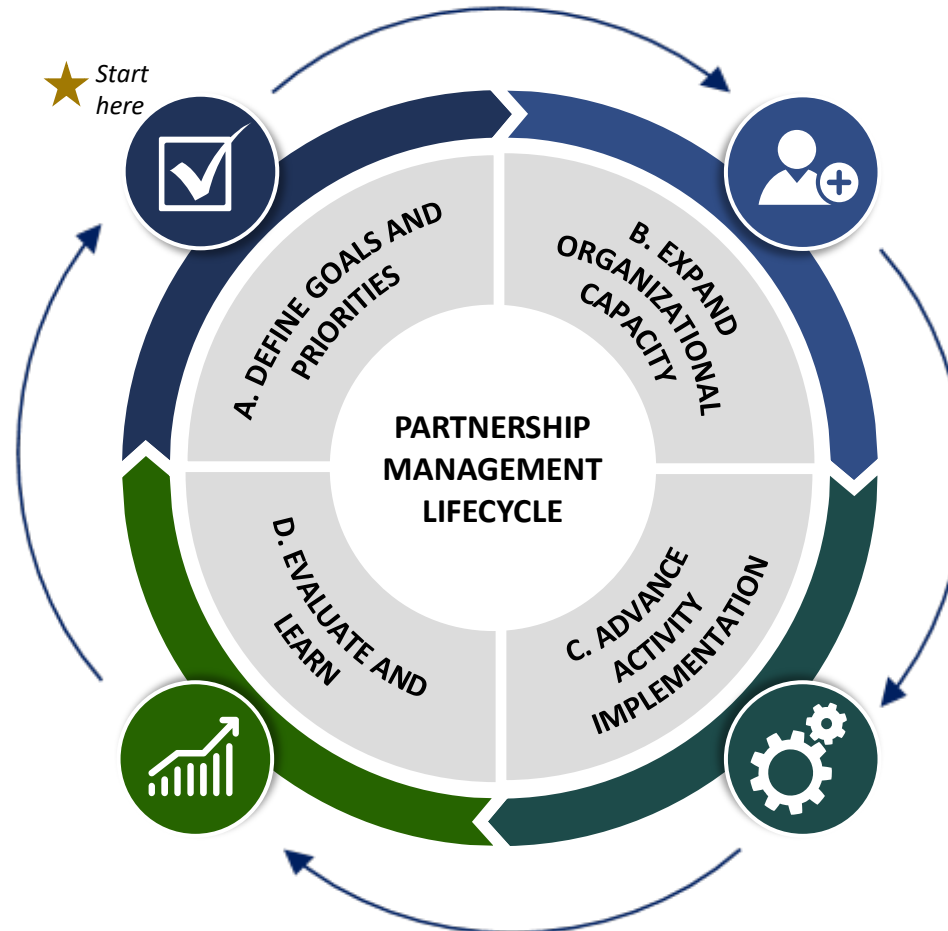 Start
here
A. DEFINE GOALS AND
PRIORITIES
B. EXPAND
ORGANIZATIONAL
CAPACITY
PARTNERSHIP
MANAGEMENT
LIFECYCLE
C. ADVANCE
ACTIVITY
IMPLEMENTATION
D. EVALUATE AND
LEARN